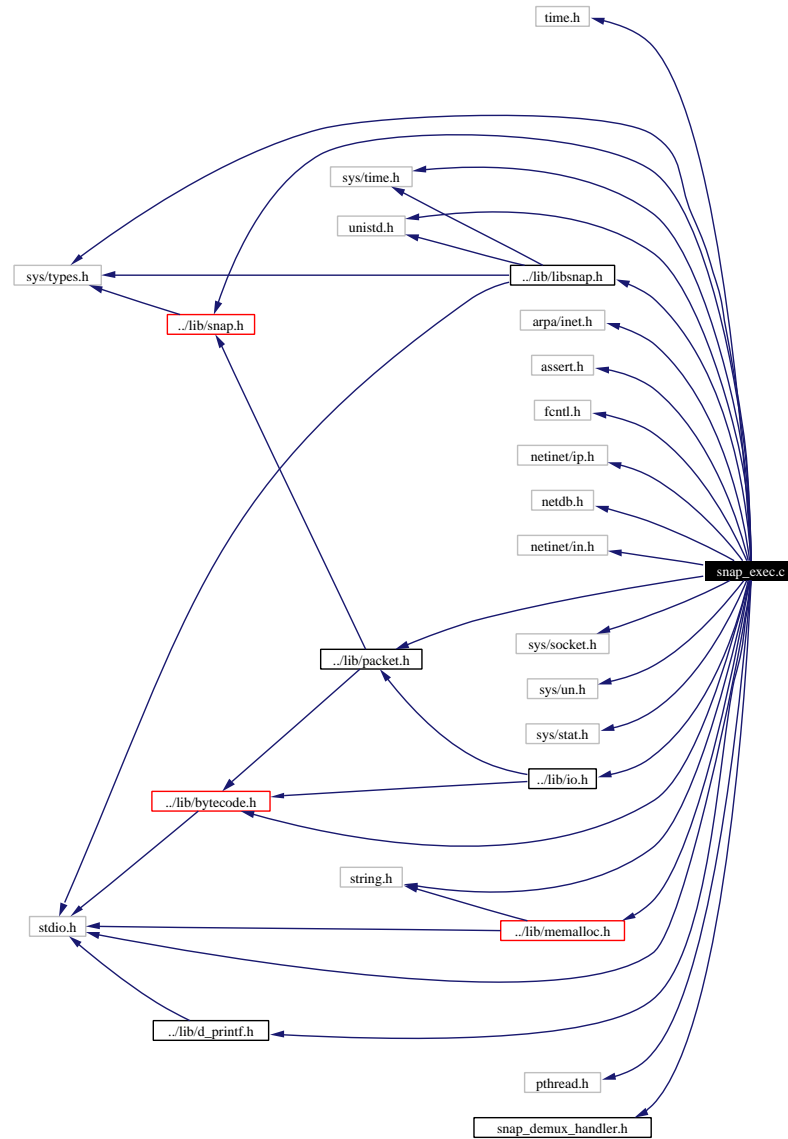 time.h
sys/time.h
unistd.h
sys/types.h
../lib/libsnap.h
../lib/snap.h
arpa/inet.h
assert.h
fcntl.h
netinet/ip.h
netdb.h
netinet/in.h
snap_exec.c
sys/socket.h
../lib/packet.h
sys/un.h
sys/stat.h
../lib/io.h
../lib/bytecode.h
string.h
stdio.h
../lib/memalloc.h
../lib/d_printf.h
pthread.h
snap_demux_handler.h